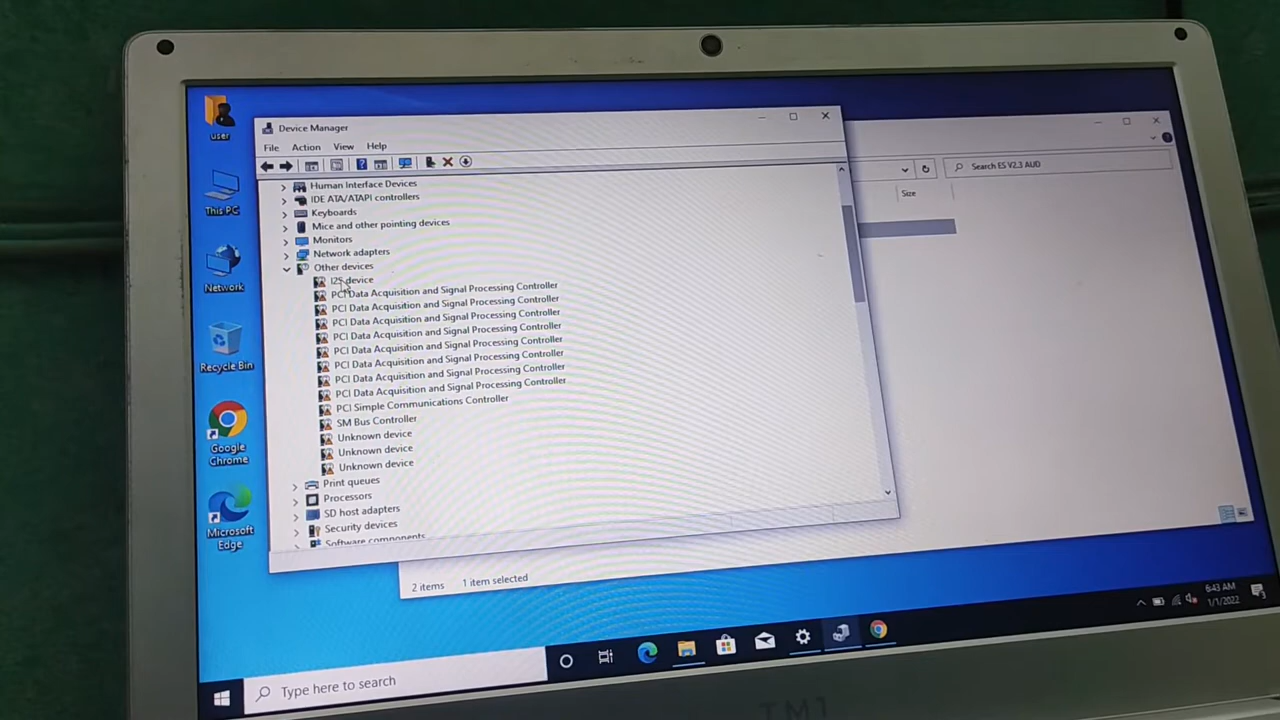 user
This PC
Network
Recycle Bin
Google
Chrome
Microsoft
Edge
Device Manager
File Action View Help
Human Interface Devices
IDE ATA/ATAPI controllers
Keyboards
Mice and other pointing devices
Monitors
Network adapters
Other devices
I2S device
PCI Data Acquisition and Signal Processing Controller
PCI Data Acquisition and Signal Processing Controller
PCI Data Acquisition and Signal Processing Controller
PCI Data Acquisition and Signal Processing Controller
PCI Data Acquisition and Signal Processing Controller
PCI Data Acquisition and Signal Processing Controller
PCI Data Acquisition and Signal Processing Controller
PCI Data Acquisition and Signal Processing Controller
PCI Simple Communications Controller
SM Bus Controller
Unknown device
Unknown device
Unknown device
Print queues
Processors
SD host adapters
Security devices
Software components
Search ES V2.3 AUD
Size
2 items 1 item selected
Type here to search
6:43 AM
1/1/2022
TM1